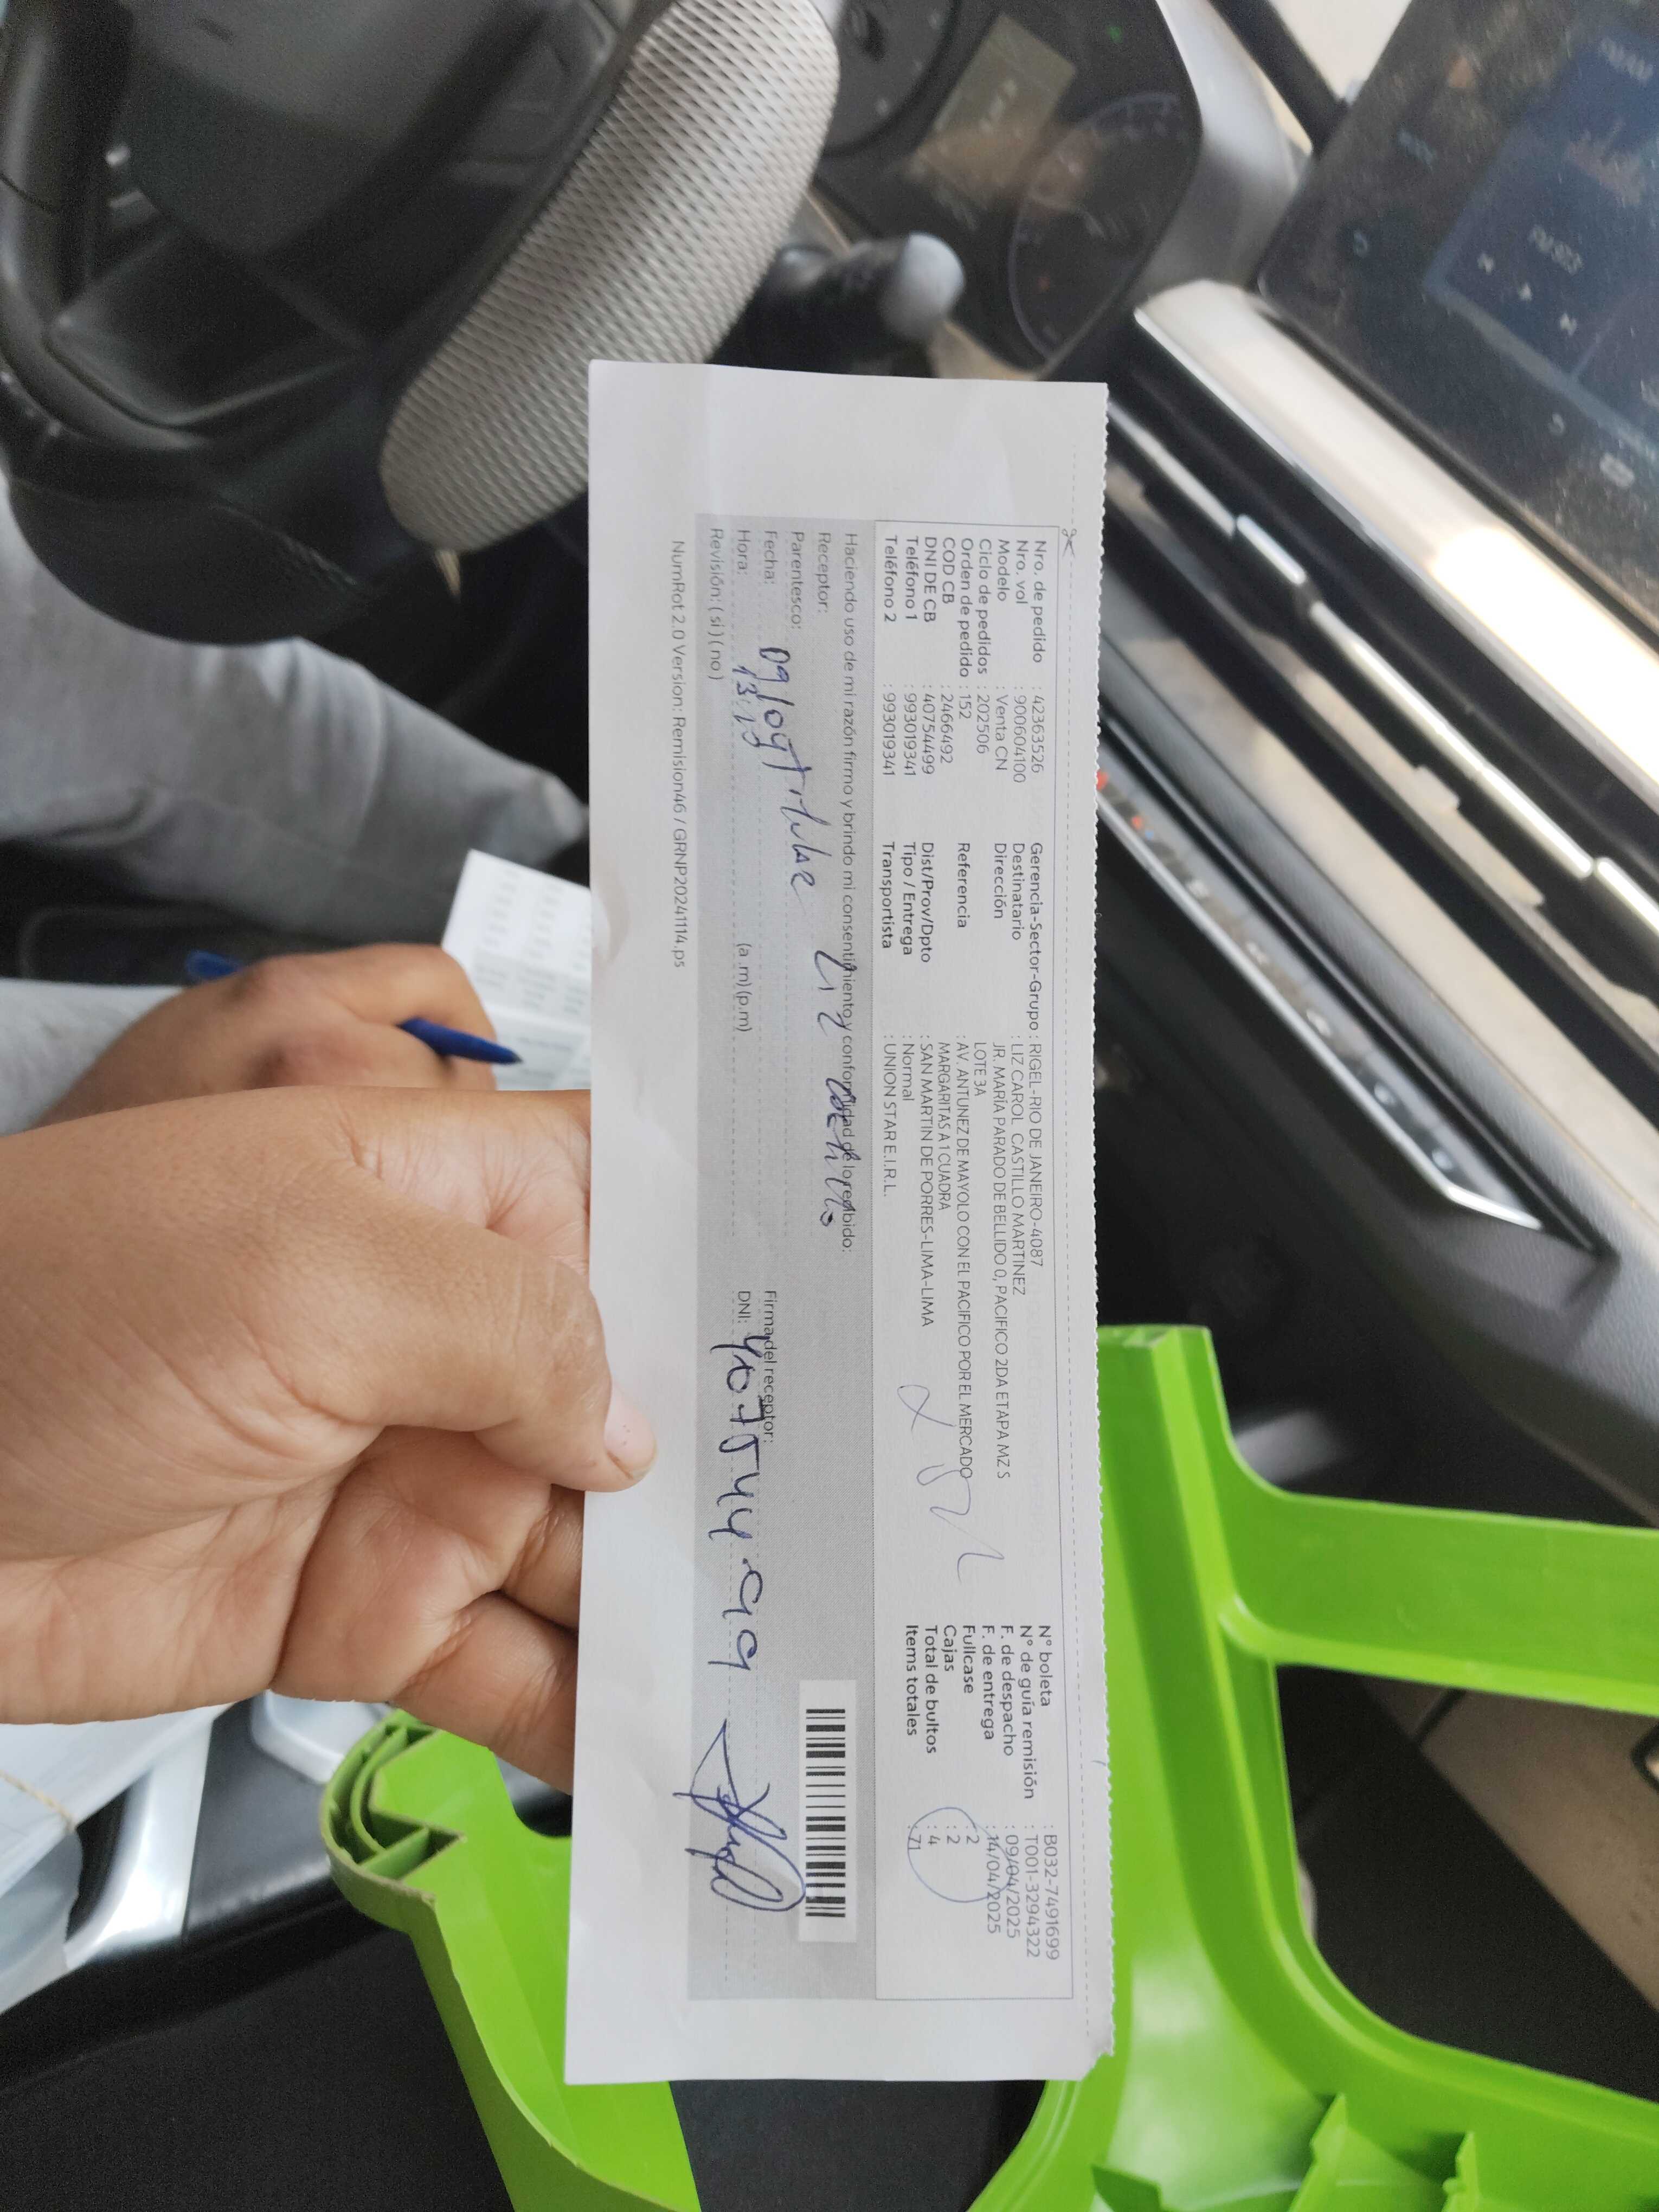 Nro. de pedido : 42363526
Nro. vol : 900604100
Modelo : Venta CN
Ciclo de pedidos : 202506
Orden de pedido : 152
COD CB : 2466492
DNI DE CB : 40754499
Teléfono 1 : 993019341
Teléfono 2 : 993019341
Gerencia-Sector-Grupo : RIGEL-RIO DE JANEIRO-4087
Destinatario : LIZ CAROL CASTILLO MARTINEZ
Dirección JR. MARÍA PARADO DE BELLIDO 0, PACIFICO 2DA ETAPA MZ S
LOTE 3A
Referencia : AV. ANTUNEZ DE MAYOLO CON EL PACIFICO POR EL MERCADO
MARGARITAS A 1 CUADRA
Dist/Prov/Dpto : SAN MARTIN DE PORRES-LIMA-LIMA
Tipo / Entrega : Normal
Transportista : UNION STAR E.I.R.L.
N° boleta : B032-7491699
N° de guía remisión : T001-3294322
F. de despacho : 09/04/2025
F. de entrega : 14/04/2025
Fullcase : 2
Cajas : 2
Total de bultos : 4
Items totales : 71
Haciendo uso de mi razón firmo y brindo mi consentimiento y conformidad de lo recibido:
Receptor: Liz
Parentesco: Titular
Fecha: 09/09
Hora: 13:13 (a.m) (p.m)
Revisión: ( si ) ( no )
Firma del receptor:
DNI: 40754499
NumRot 2.0 Version: Remision46 / GRNP20241114.ps